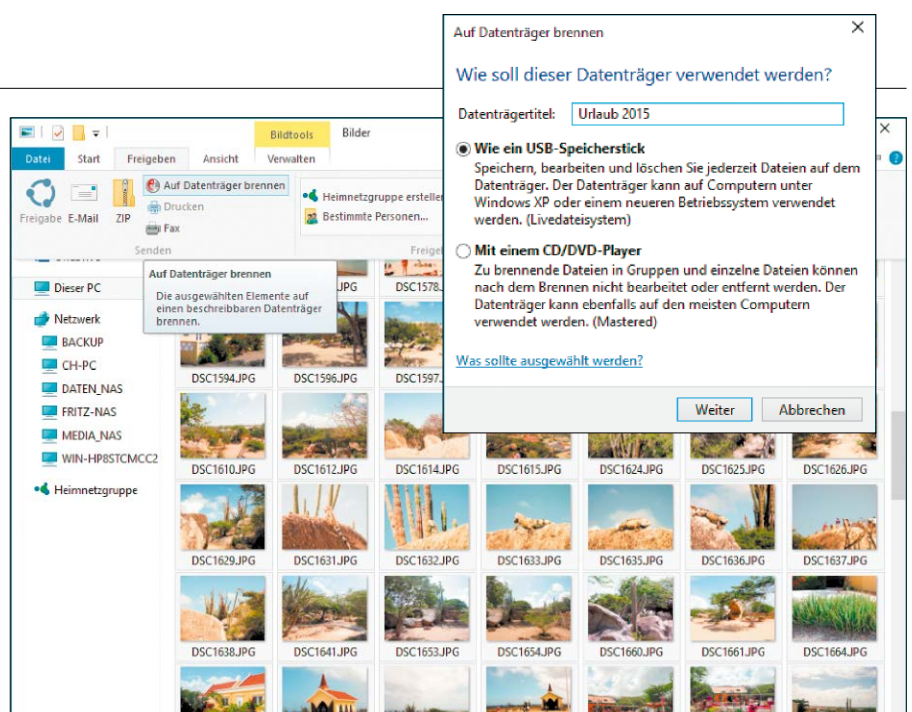 Auf Datenträger brennen
Wie soll dieser Datenträger verwendet werden?
Datenträgertitel: Urlaub 2015
Wie ein USB-Speicherstick
Speichern, bearbeiten und löschen Sie jederzeit Dateien auf dem
Datenträger. Der Datenträger kann auf Computern unter
Windows XP oder einem neueren Betriebssystem verwendet
werden. (Livedateisystem)
Mit einem CD/DVD-Player
Zu brennende Dateien in Gruppen und einzelne Dateien können
nach dem Brennen nicht bearbeitet oder entfernt werden. Der
Datenträger kann ebenfalls auf den meisten Computern
verwendet werden. (Mastered)
Was sollte ausgewählt werden?
Weiter Abbrechen
Bildtools Bilder
Datei Start Freigeben Ansicht Verwalten
Freigabe E-Mail ZIP
Auf Datenträger brennen
Drucken
Fax
Senden
Heimnetzgruppe erstellen
Bestimmte Personen...
Auf Datenträger brennen
Die ausgewählten Elemente auf
einen beschreibbaren Datenträger
brennen.
Dieser PC
Netzwerk
BACKUP
CH-PC
DATEN_NAS
FRITZ-NAS
MEDIA_NAS
WIN-HP8STCMCC2
Heimnetzgruppe
JPG DSC1578.
DSC1594.JPG DSC1596.JPG DSC1597.
DSC1610.JPG DSC1612.JPG DSC1614.JPG DSC1615.JPG DSC1624.JPG DSC1625.JPG DSC1626.JPG
DSC1629.JPG DSC1631.JPG DSC1632.JPG DSC1633.JPG DSC1635.JPG DSC1636.JPG DSC1637.JPG
DSC1638.JPG DSC1641.JPG DSC1653.JPG DSC1654.JPG DSC1660.JPG DSC1661.JPG DSC1664.JPG